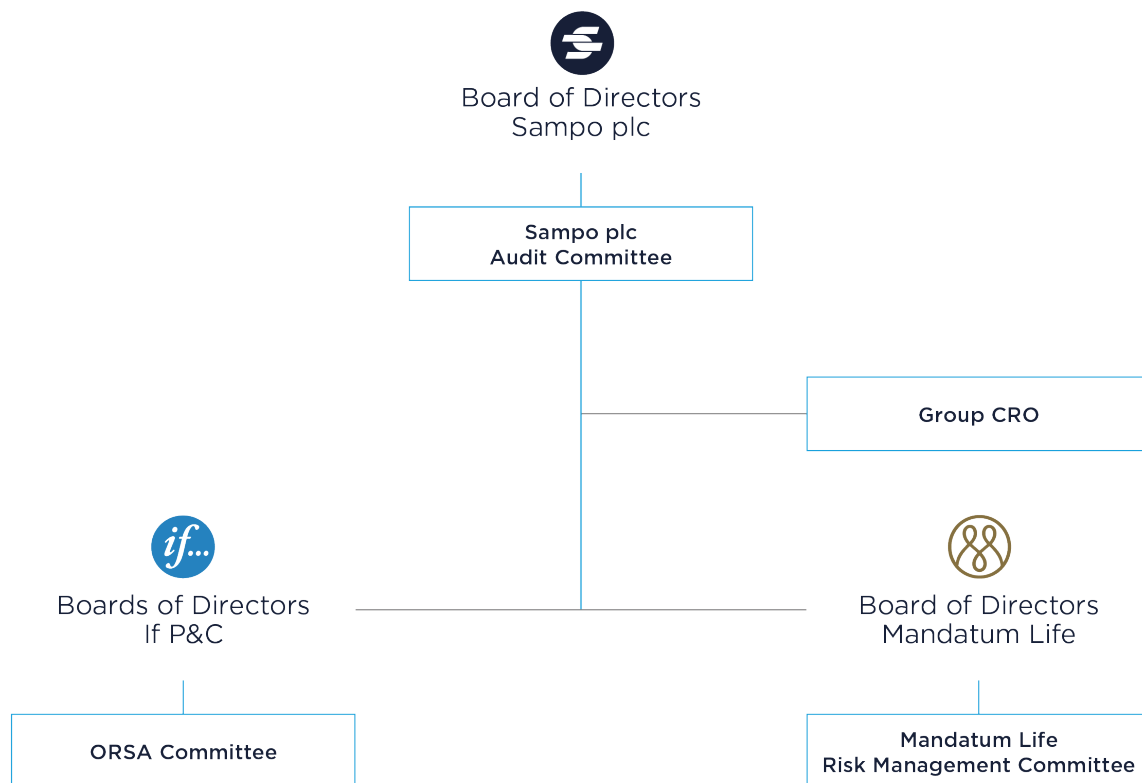 Board of Directors
Sampo plc
Sampo plc
Audit Committee
Group CRO
if...
Boards of Directors
If P&C
Board of Directors
Mandatum Life
ORSA Committee
Mandatum Life
Risk Management Committee